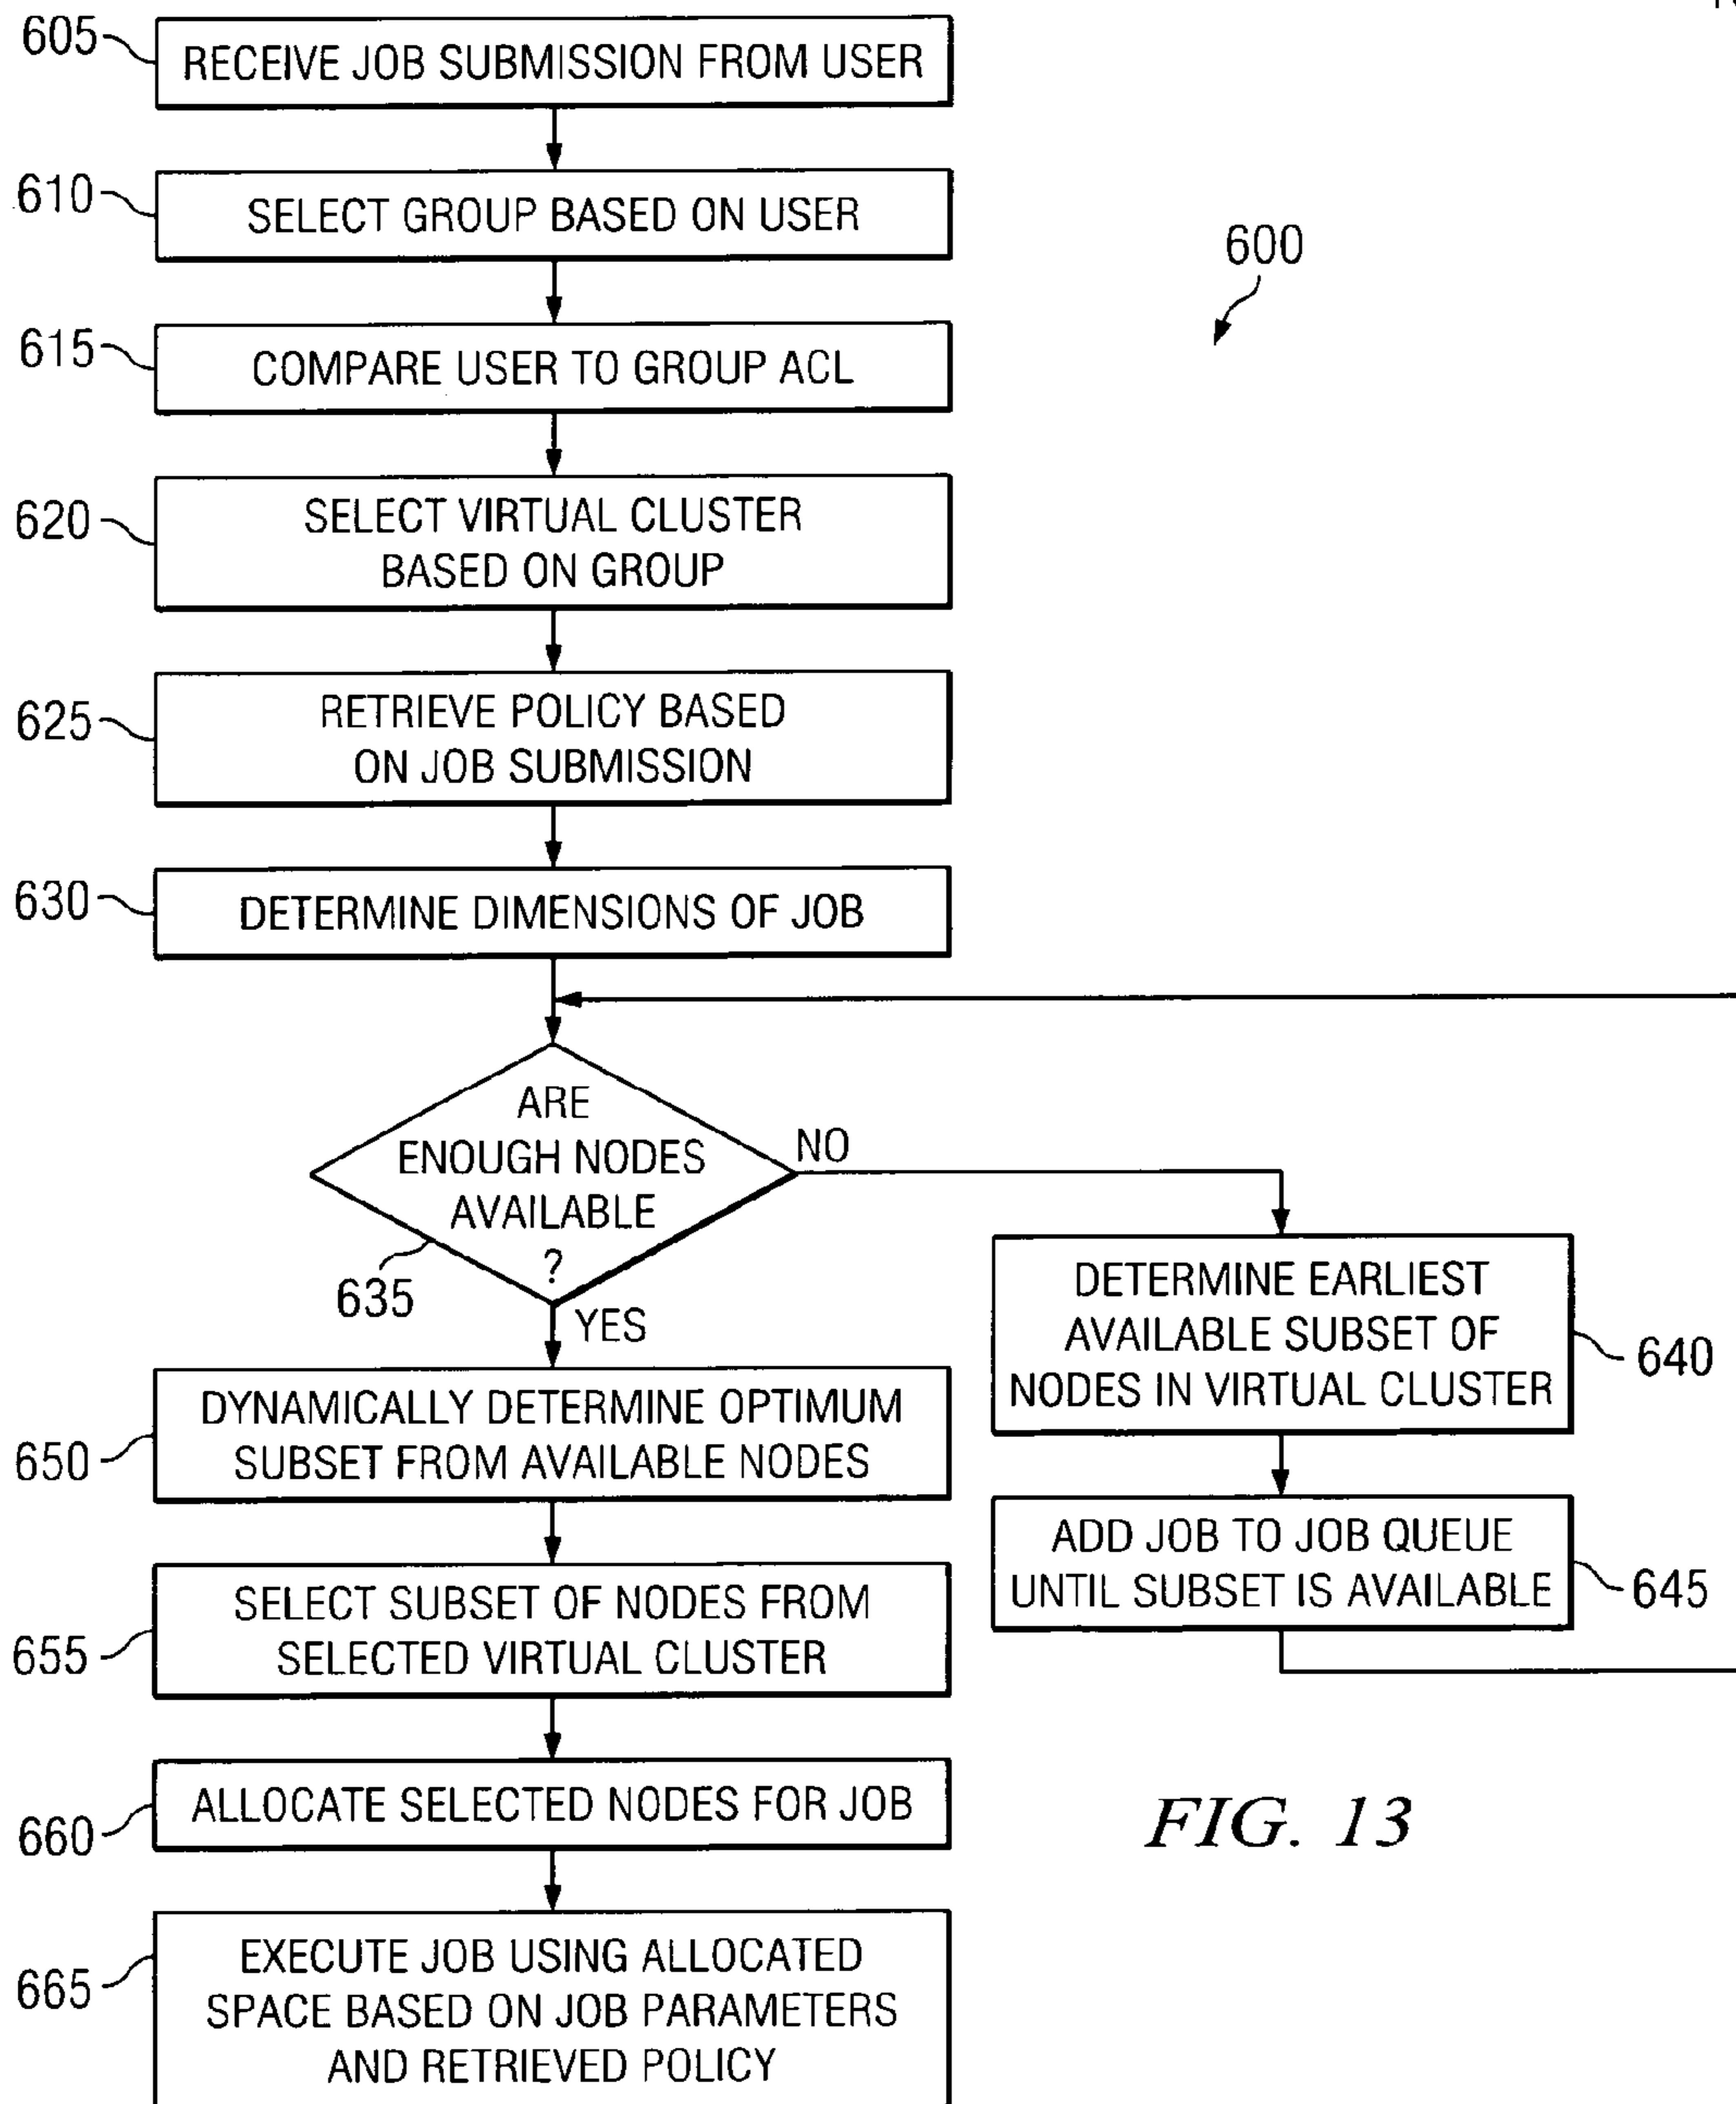 605
RECEIVE JOB SUBMISSION FROM USER
610
SELECT GROUP BASED ON USER
600
615
COMPARE USER TO GROUP ACL
620
SELECT VIRTUAL CLUSTER
BASED ON GROUP
625
RETRIEVE POLICY BASED
ON JOB SUBMISSION
630
DETERMINE DIMENSIONS OF JOB
ARE
ENOUGH NODES
AVAILABLE
?
635
NO
YES
DETERMINE EARLIEST
AVAILABLE SUBSET OF
NODES IN VIRTUAL CLUSTER
640
ADD JOB TO JOB QUEUE
UNTIL SUBSET IS AVAILABLE
645
650
DYNAMICALLY DETERMINE OPTIMUM
SUBSET FROM AVAILABLE NODES
655
SELECT SUBSET OF NODES FROM
SELECTED VIRTUAL CLUSTER
660
ALLOCATE SELECTED NODES FOR JOB
665
EXECUTE JOB USING ALLOCATED
SPACE BASED ON JOB PARAMETERS
AND RETRIEVED POLICY
FIG. 13